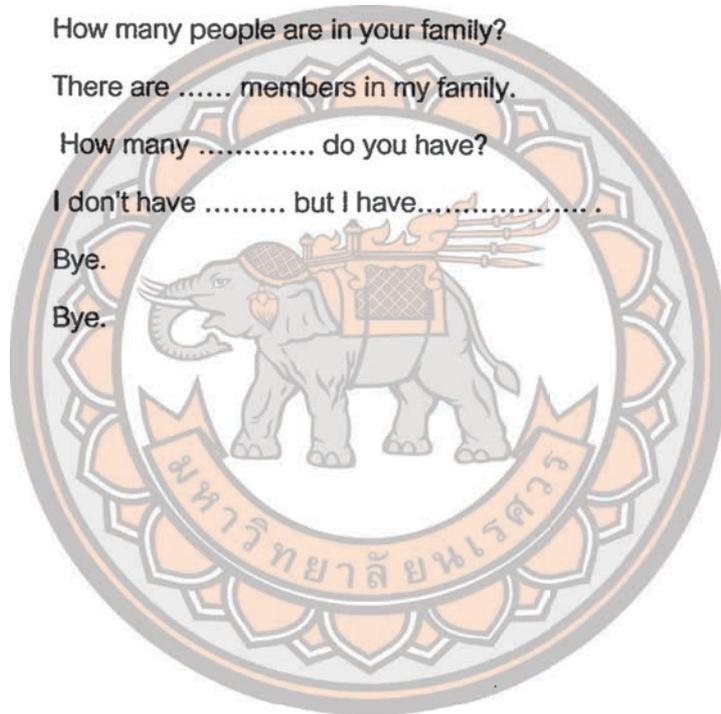 How many people are in your family?
There are ...... members in my family.
How many ............. do you have?
I don't have ......... but I have................... .
Bye.
Bye.
มหาวิทยาลัยนเรศวร